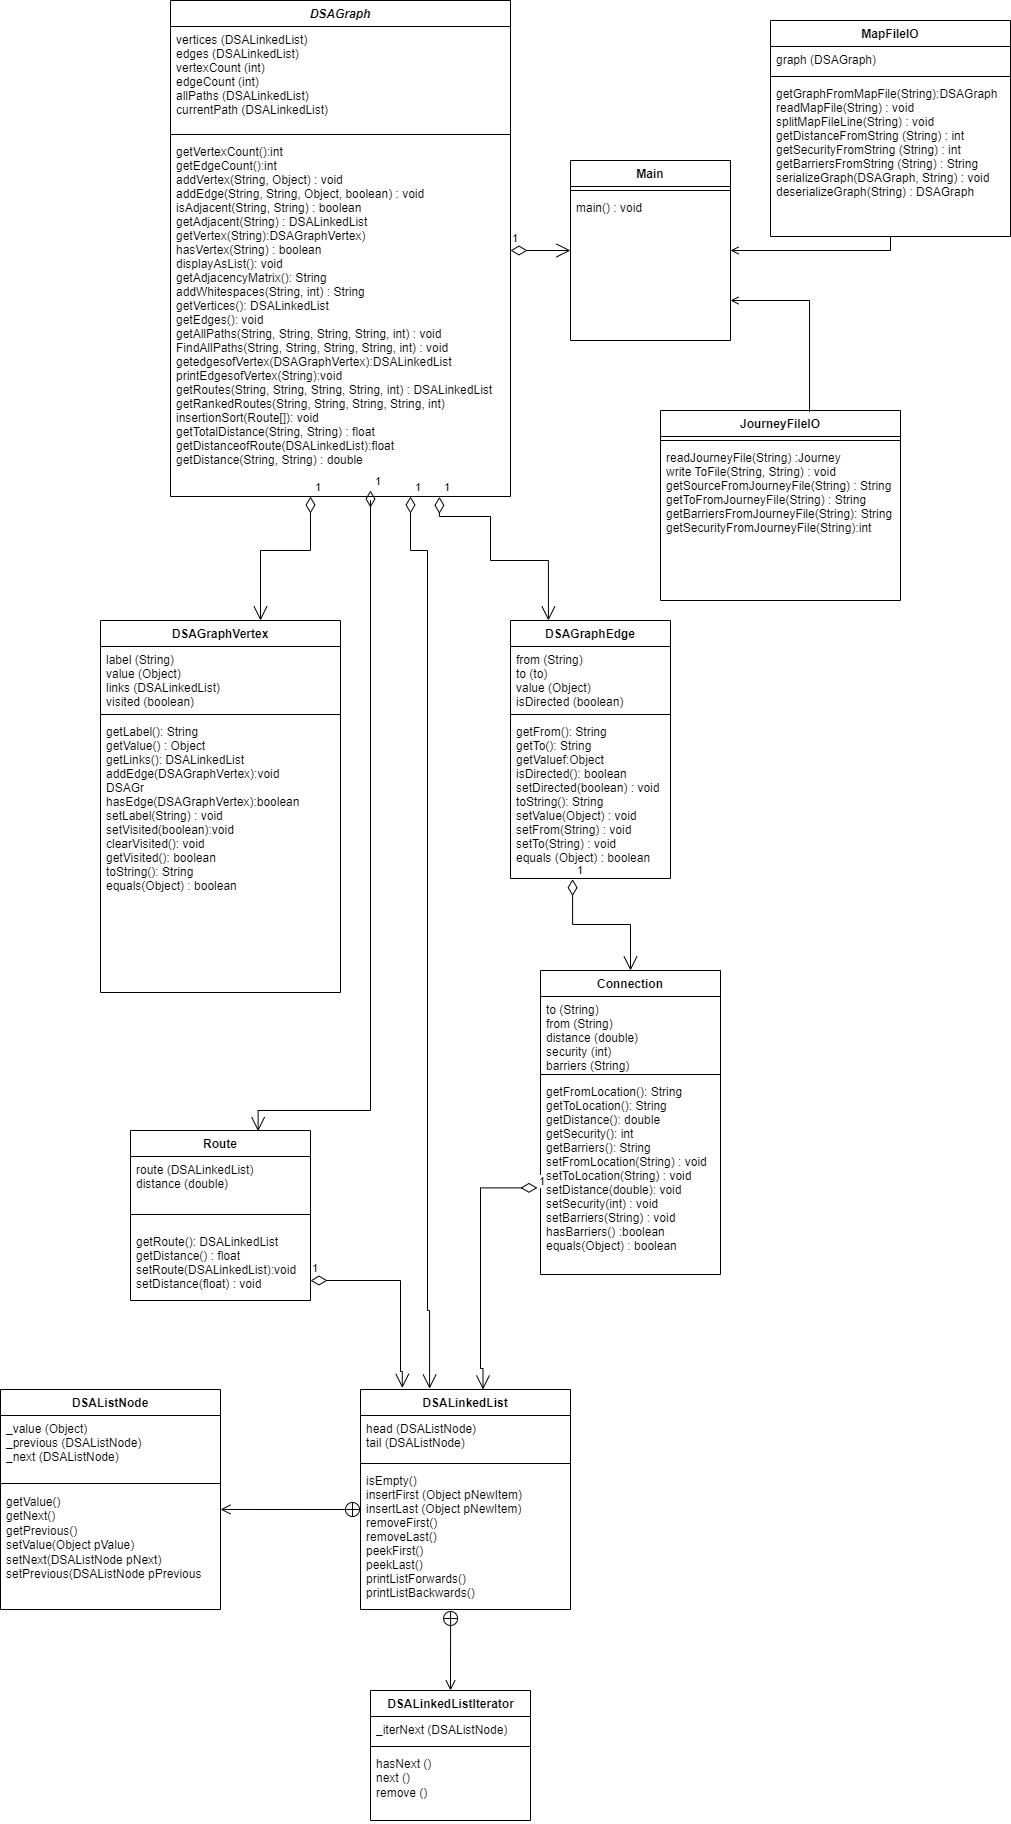 DSAGraph
vertices (DSALinkedList)
edges (DSALinkedList)
vertexCount (int)
edgeCount (int)
allPaths (DSALinkedList)
currentPath (DSALinkedList)
getVertexCount():int
getEdgeCount():int
addVertex(String, Object) : void
addEdge(String, String, Object, boolean) : void
isAdjacent(String, String) : boolean
getAdjacent(String) : DSALinkedList
getVertex(String):DSAGraphVertex)
hasVertex(String) : boolean
displayAsList(): void
getAdjacencyMatrix(): String
addWhitespaces(String, int) : String
getVertices(): DSALinkedList
getEdges(): void
getAllPaths(String, String, String, String, int) : void
FindAllPaths(String, String, String, String, int) : void
getedgesofVertex(DSAGraphVertex):DSALinkedList
printEdgesofVertex(String):void
getRoutes(String, String, String, String, int) : DSALinkedList
getRankedRoutes(String, String, String, String, int)
insertionSort(Route[]): void
getTotalDistance(String, String) : float
getDistanceofRoute(DSALinkedList):float
getDistance(String, String) : double
1
1
1
1
1
MapFileIO
graph (DSAGraph)
getGraphFromMapFile(String):DSAGraph
readMapFile(String) : void
splitMapFileLine(String) : void
getDistanceFromString (String) : int
getSecurityFromString (String) : int
getBarriersFromString (String) : String
serializeGraph(DSAGraph, String) : void
deserializeGraph(String) : DSAGraph
Main
main() : void
JourneyFileIO
readJourneyFile(String) :Journey
write ToFile(String, String) : void
getSourceFromJourneyFile(String) : String
getToFromJourneyFile(String) : String
getBarriersFromJourneyFile(String): String
getSecurityFromJourneyFile(String):int
DSAGraphVertex
label (String)
value (Object)
links (DSALinkedList)
visited (boolean)
getLabel(): String
getValue() : Object
getLinks(): DSALinkedList
addEdge(DSAGraphVertex):void
DSAGr
hasEdge(DSAGraphVertex):boolean
setLabel(String) : void
setVisited(boolean):void
clearVisited(): void
getVisited(): boolean
toString(): String
equals(Object) : boolean
DSAGraphEdge
from (String)
to (to)
value (Object)
isDirected (boolean)
getFrom(): String
getTo(): String
getValuef:Object
isDirected(): boolean
setDirected(boolean) : void
toString(): String
setValue(Object) : void
setFrom(String) : void
setTo(String) : void
equals (Object) : boolean
1
Connection
to (String)
from (String)
distance (double)
security (int)
barriers (String)
getFromLocation(): String
getToLocation(): String
getDistance(): double
getSecurity(): int
getBarriers(): String
setFromLocation(String) : void
setToLocation(String) : void
setDistance(double): void
setSecurity(int) : void
setBarriers(String) : void
hasBarriers() :boolean
equals(Object) : boolean
1
Route
route (DSALinkedList)
distance (double)
getRoute(): DSALinkedList
getDistance() : float
setRoute(DSALinkedList):void
setDistance(float) : void
1
DSAListNode
_value (Object)
_previous (DSAListNode)
_next (DSAListNode)
getValue()
getNext()
getPrevious()
setValue(Object pValue)
setNext(DSAListNode pNext)
setPrevious(DSAListNode pPrevious
DSALinkedList
head (DSAListNode)
tail (DSAListNode)
isEmpty()
insertFirst (Object pNewItem)
insertLast (Object pNewItem)
removeFirst()
removeLast()
peekFirst()
peekLast()
printListForwards()
printListBackwards()
DSALinkedListIterator
_iterNext (DSAListNode)
hasNext ()
next ()
remove ()